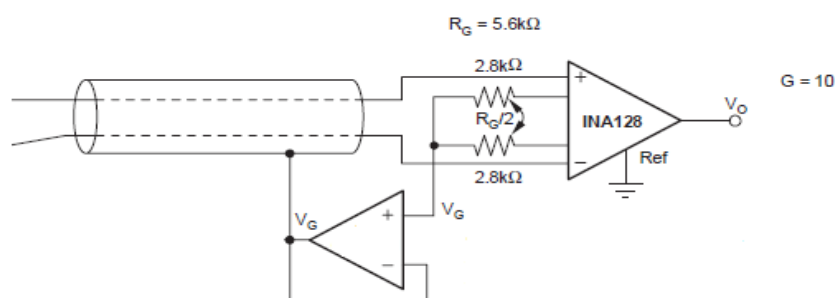 R_G = 5.6kΩ
2.8kΩ
G = 10
+
V_O
R_G/2
INA128
−
Ref
2.8kΩ
V_G
+
V_G
−